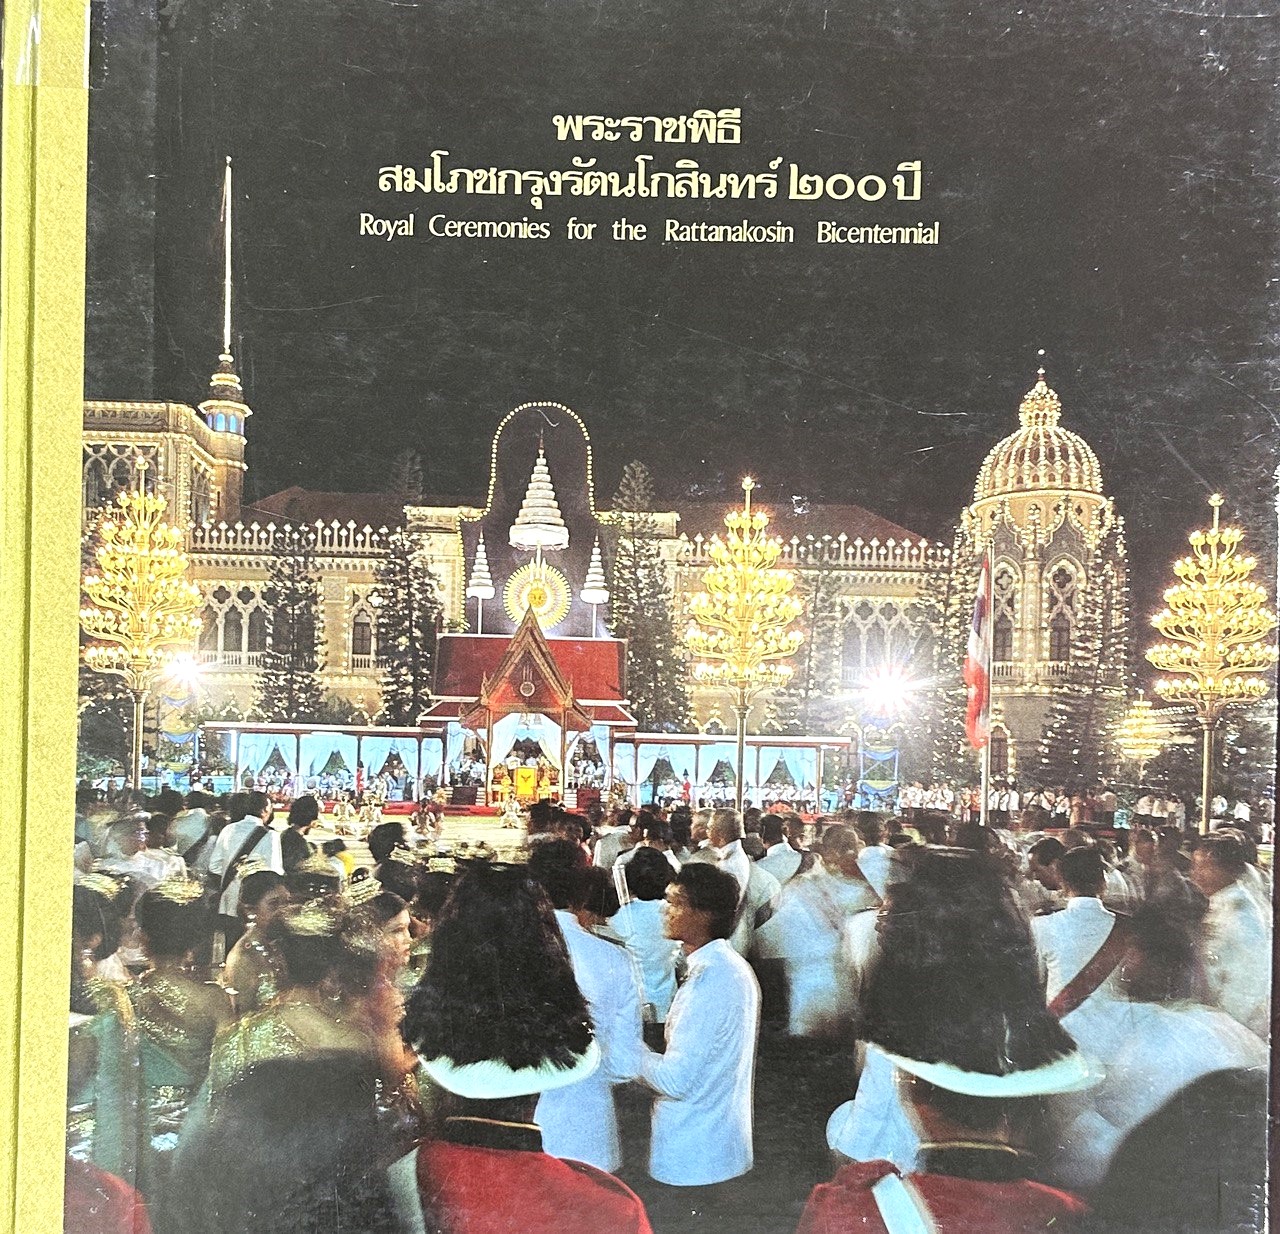 พระราชพิธี
สมโภชกรุงรัตนโกสินทร์ ๒๐๐ ปี
Royal Ceremonies for the Rattanakosin Bicentennial